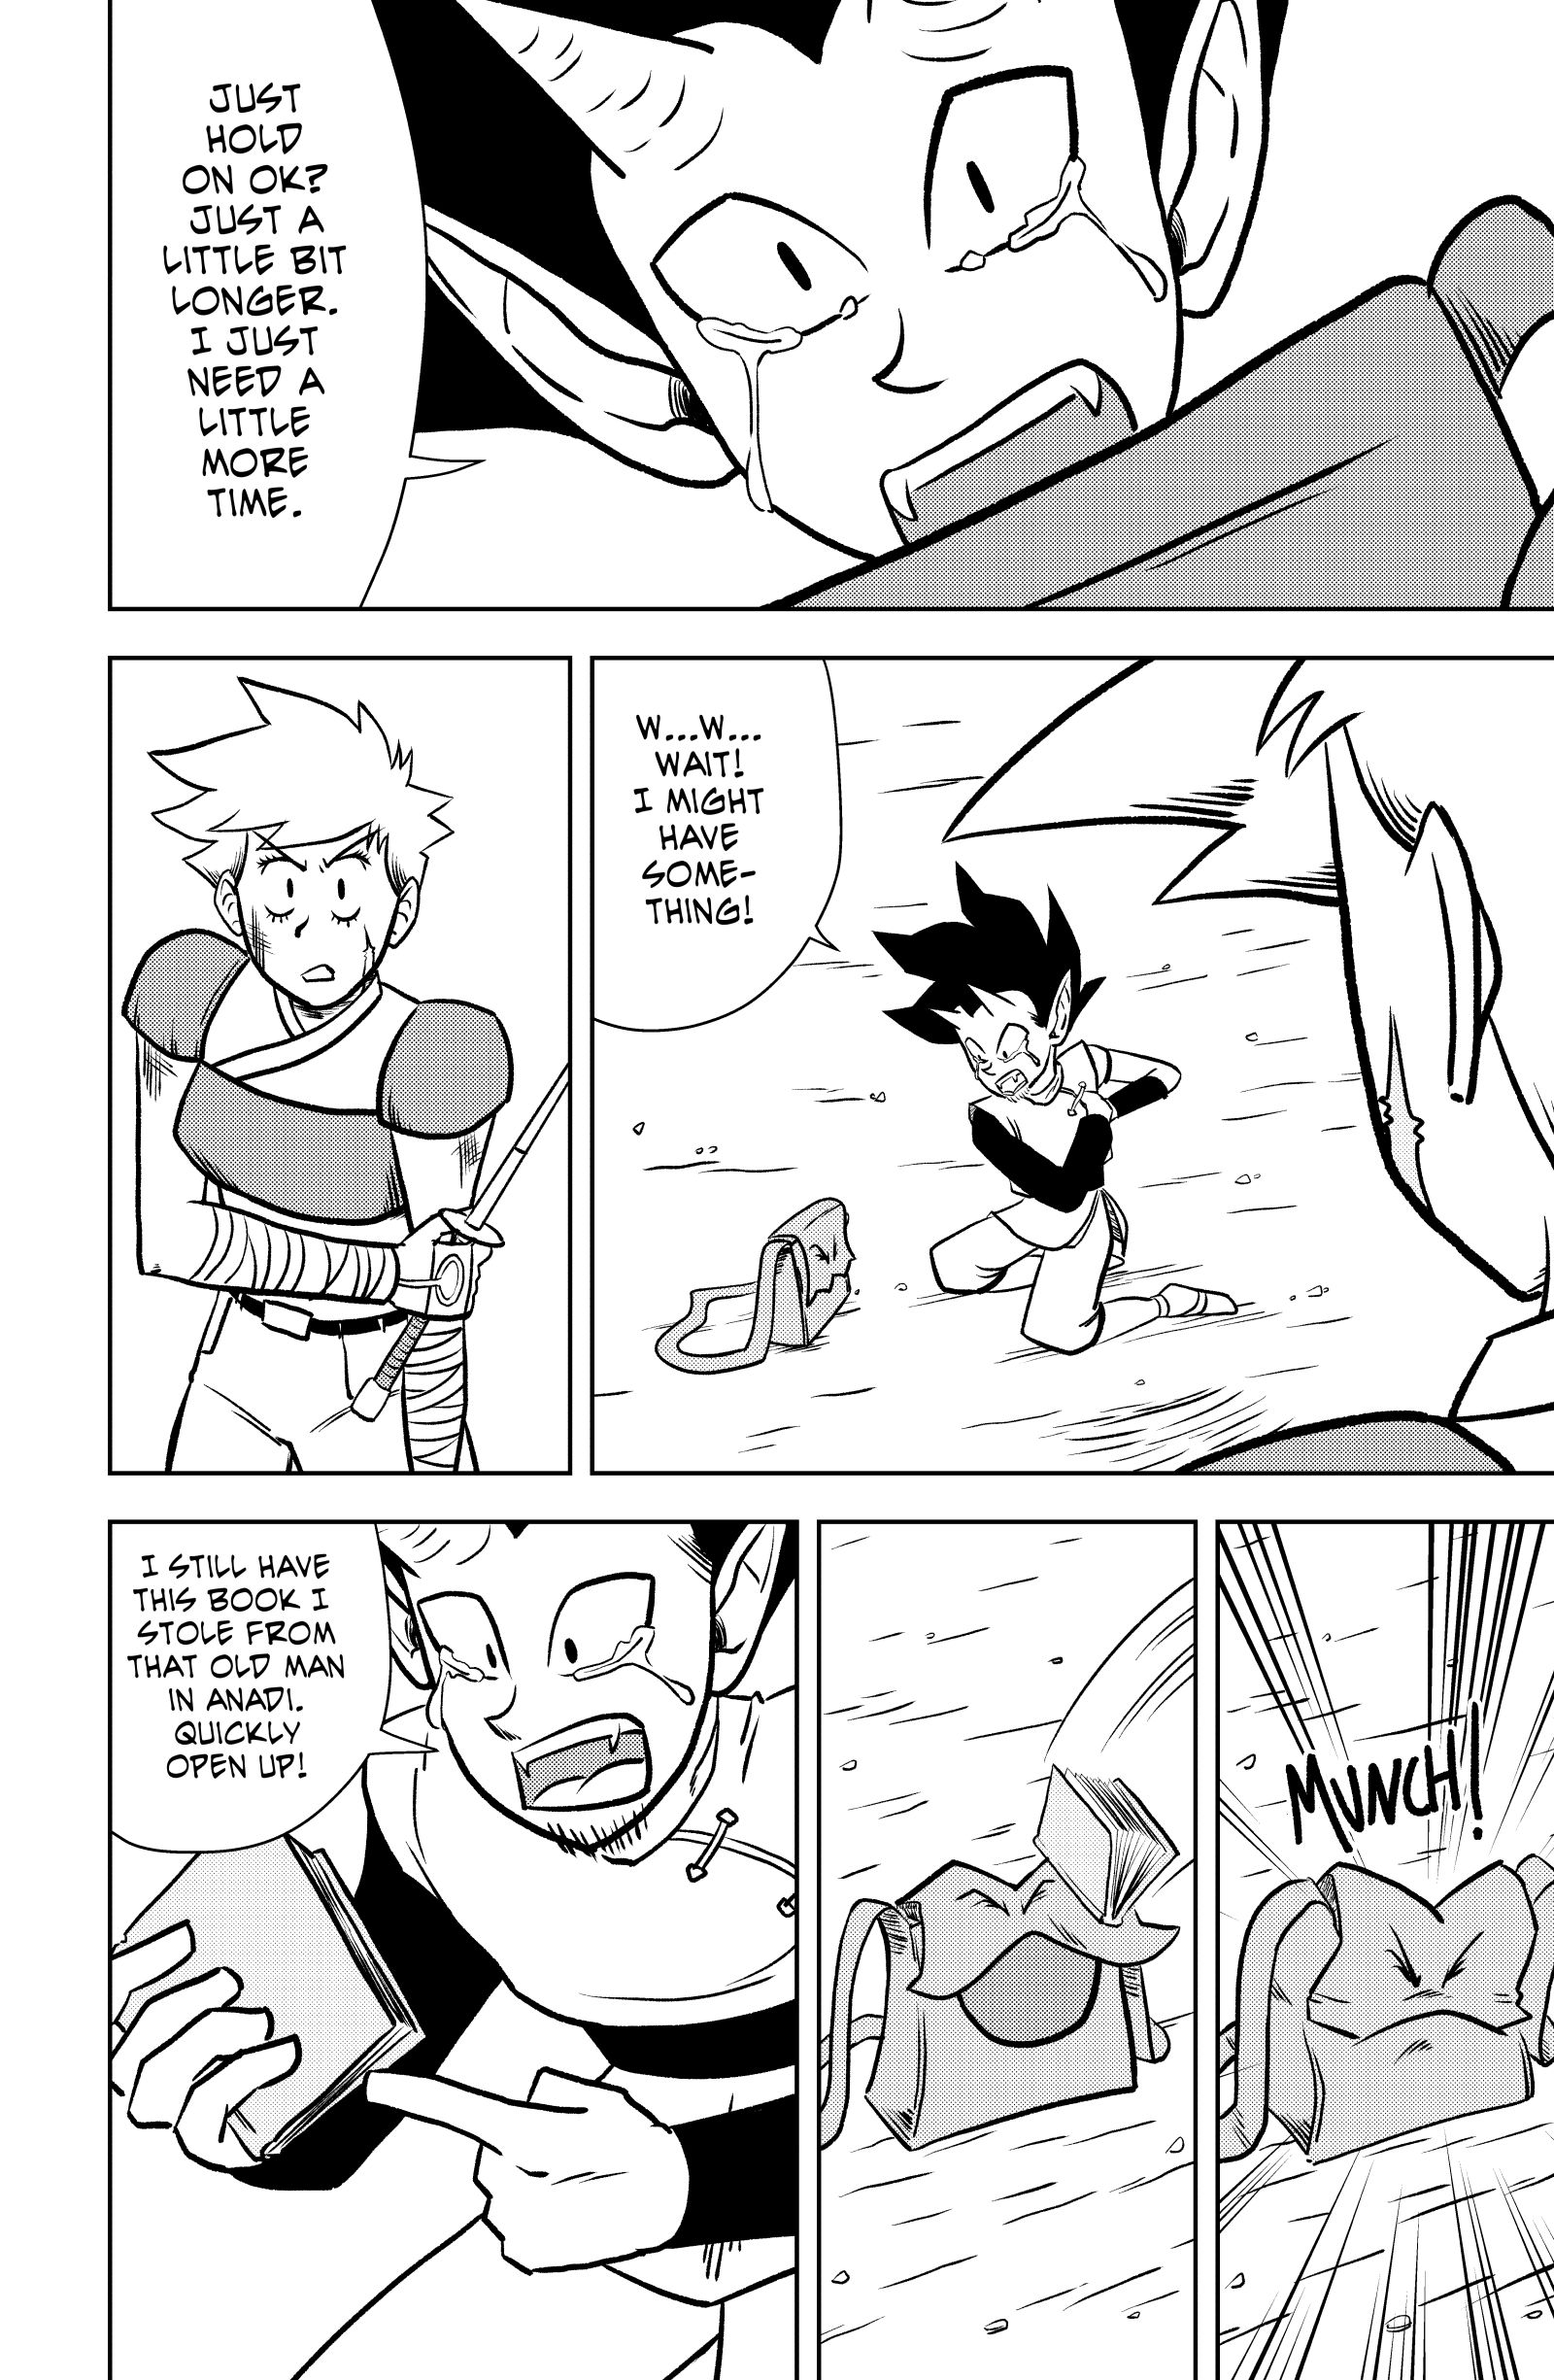 JUST
HOLD
ON OK?
JUST A
LITTLE BIT
LONGER.
I JUST
NEED A
LITTLE
MORE
TIME.
W...W...
WAIT!
I MIGHT
HAVE
SOME-
THING!
I STILL HAVE
THIS BOOK I
STOLE FROM
THAT OLD MAN
IN ANADI.
QUICKLY
OPEN UP!
MUNCH!